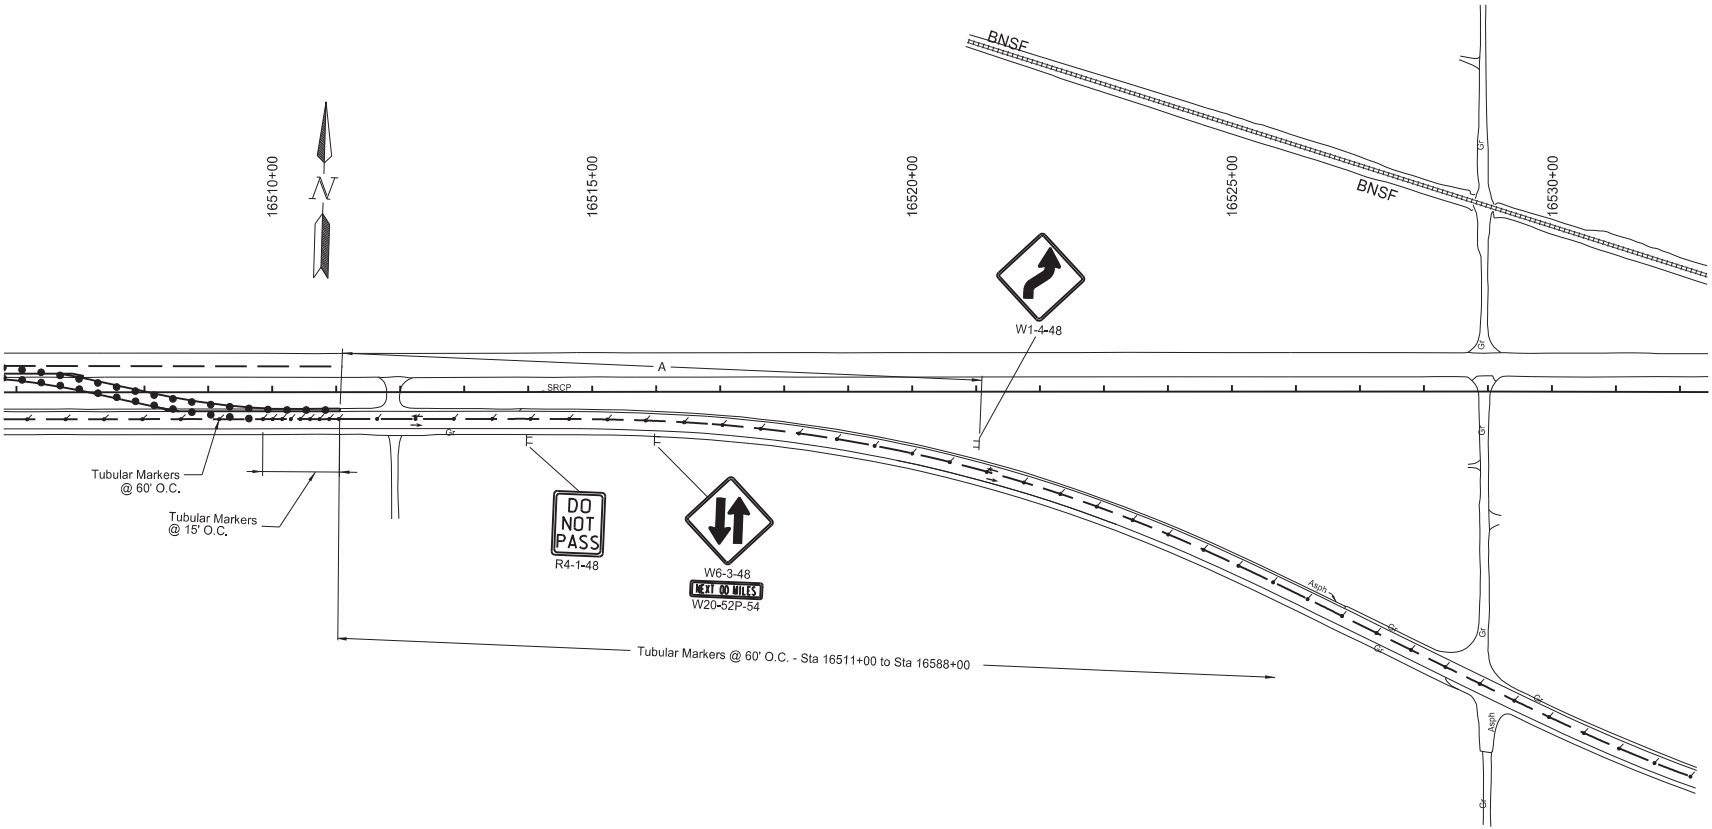 BNSF
BNSF
N
16510+00
16515+00
16520+00
16525+00
16530+00
Gr
W1-4-48
Gr
A
SRCP
Gr
Gr
Tubular Markers
@ 60' O.C.
Tubular Markers
@ 15' O.C.
DO
NOT
PASS
R4-1-48
W6-3-48
NEXT 00 MILES
W20-52P-54
Asph
Gr
Gr
Gr
Tubular Markers @ 60' O.C. - Sta 16511+00 to Sta 16588+00
Gr
Asph
Gr